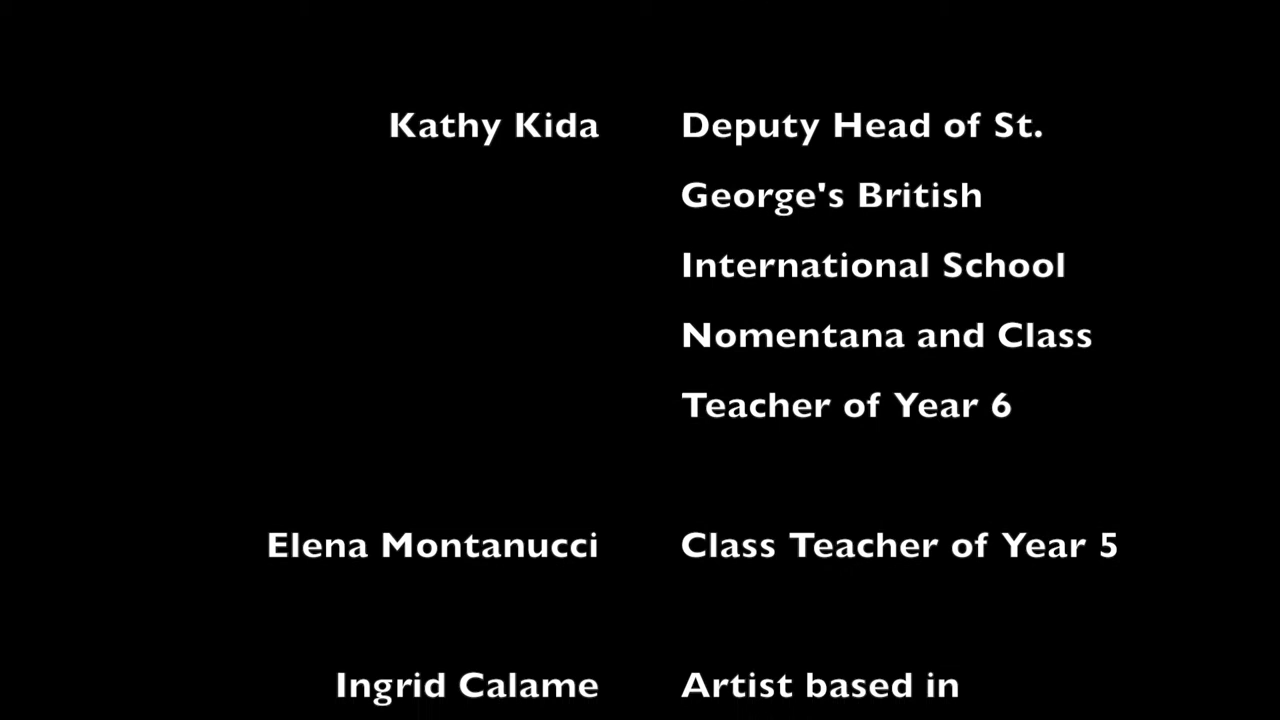 Kathy Kida Deputy Head of St.
George's British
International School
Nomentana and Class
Teacher of Year 6
Elena Montanucci Class Teacher of Year 5
Ingrid Calame Artist based in